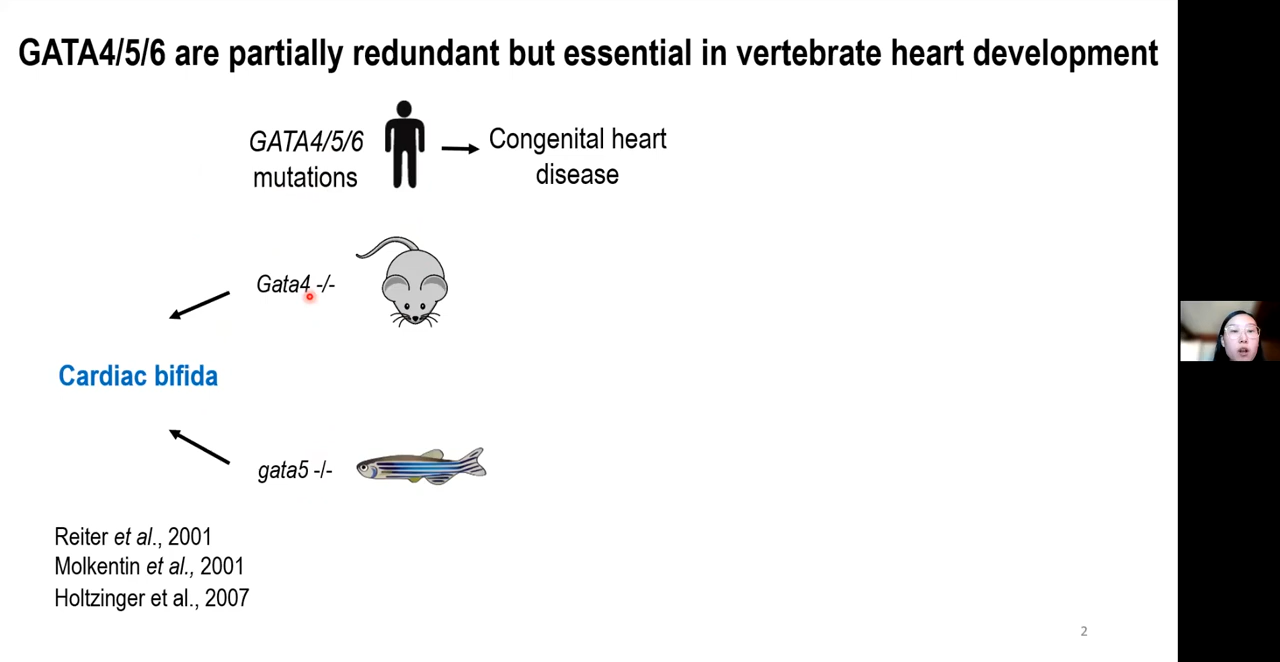 GATA4/5/6 are partially redundant but essential in vertebrate heart development
GATA4/5/6
mutations
Congenital heart
disease
Gata4 -/-
Cardiac bifida
gata5 -/-
Reiter et al., 2001
Molkentin et al., 2001
Holtzinger et al., 2007
2